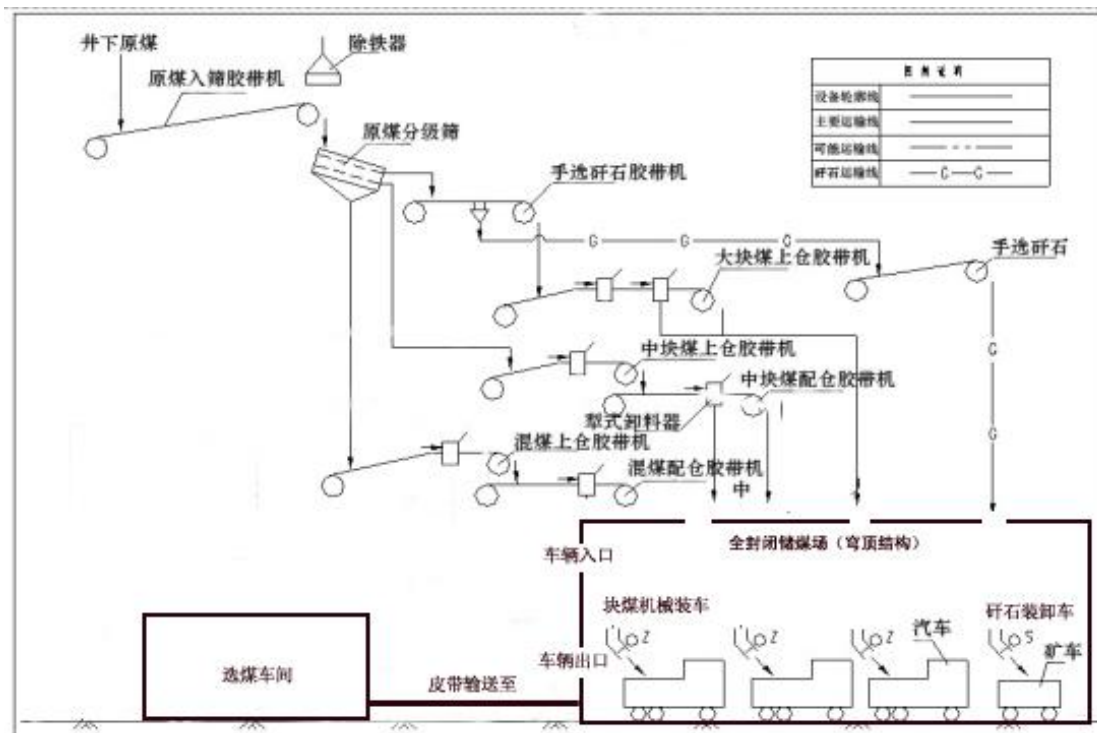 井下原煤
除铁器
原煤入筛胶带机
图例说明
设备轮廓线
主要运输线
可能运输线
矸石运输线
G G
原煤分级筛
手选矸石胶带机
G G G
手选矸石
大块煤上仓胶带机
G
中块煤上仓胶带机
中块煤配仓胶带机
犁式卸料器
G
混煤上仓胶带机
混煤配仓胶带机
中
全封闭储煤场（穹顶结构）
车辆入口
块煤机械装车
矸石装卸车
汽车
Z Z Z S
矿车
车辆出口
选煤车间
皮带输送至